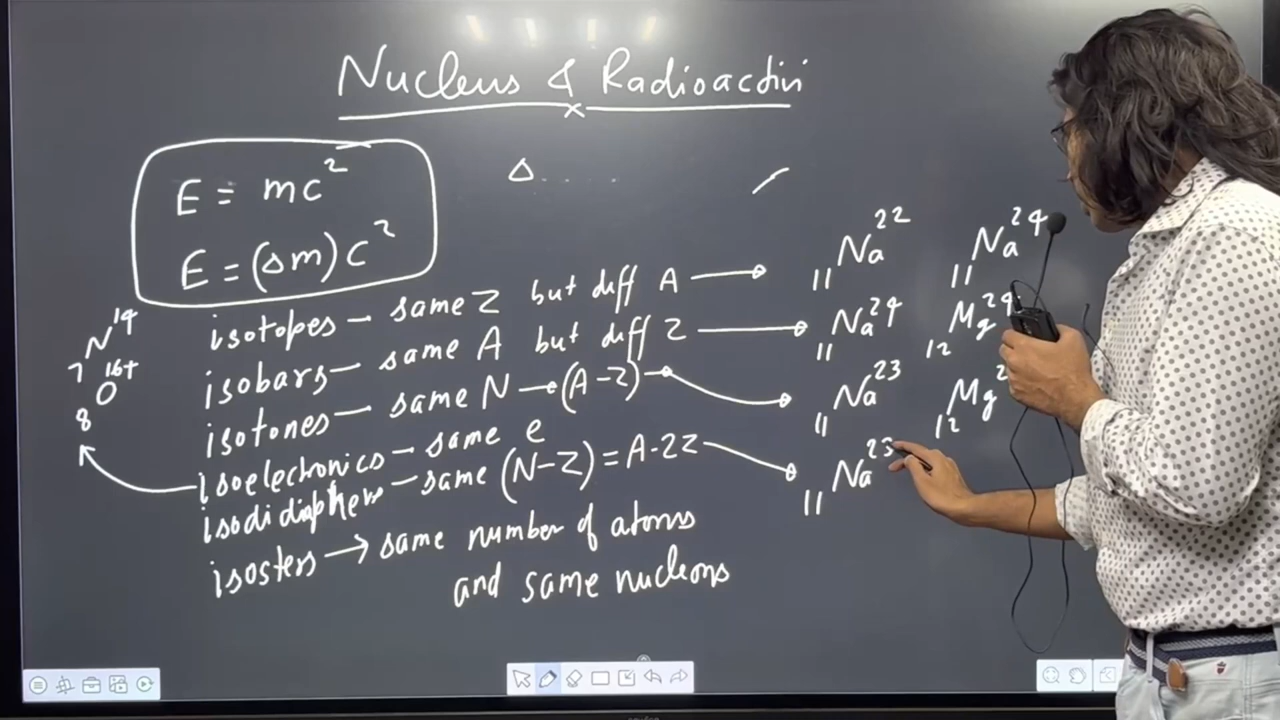 Nucleus & Radioactivi
E = mc²
E = (Δm)c²
Δ.....
isotopes – same Z but diff A → ₁₁Na²² ₁₁Na²⁴
isobars – same A but diff Z → ₁₁Na²⁴ ₁₂Mg²⁴
isotones – same N → (A-Z) → ₁₁Na²³ ₁₂Mg²
isoelectronics – same e
₇N¹⁴
₈O¹⁶⁺
isodiaphers – same (N-Z) = A-2Z → ₁₁Na²³
isosters → same number of atoms
and same nucleons